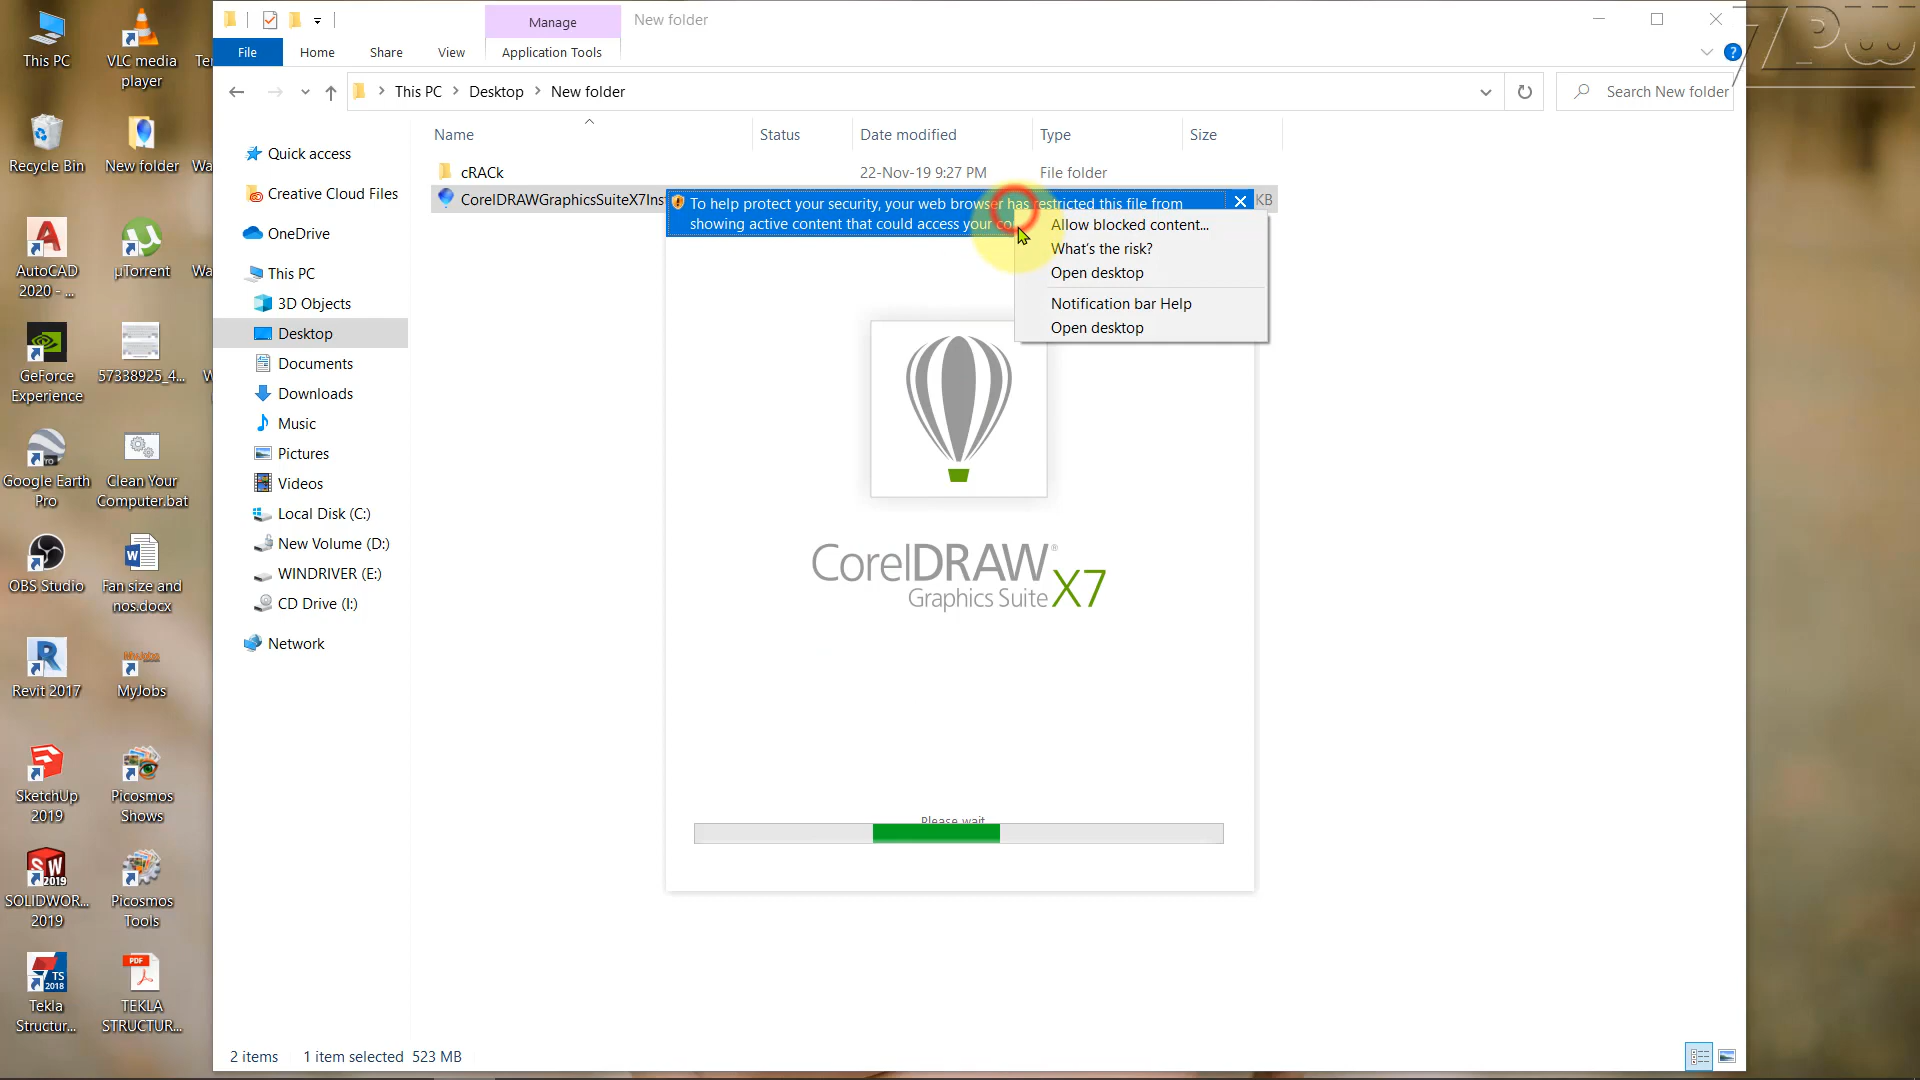 Manage
New folder
File
Home
Share
View
Application Tools
This PC
Desktop
New folder
Search New folder
Name
Status
Date modified
Type
Size
cRACk
22-Nov-19 9:27 PM
File folder
CorelDRAWGraphicsSuiteX7Ins
KB
To help protect your security, your web browser has restricted this file from
showing active content that could access your
Allow blocked content...
What's the risk?
Open desktop
Notification bar Help
Open desktop
Quick access
Creative Cloud Files
OneDrive
This PC
3D Objects
Desktop
Documents
Downloads
Music
Pictures
Videos
Local Disk (C:)
New Volume (D:)
WINDRIVER (E:)
CD Drive (I:)
Network
CorelDRAW®
Graphics Suite X7
Please wait
2 items
1 item selected 523 MB
This PC
VLC media
player
Recycle Bin
New folder
AutoCAD
2020 - ...
µTorrent
GeForce
Experience
57338925_4...
Google Earth
Pro
Clean Your
Computer.bat
OBS Studio
Fan size and
nos.docx
Revit 2017
MyJobs
SketchUp
2019
Picosmos
Shows
SW
2019
SOLIDWOR...
2019
Picosmos
Tools
TS
2018
Tekla
Structur...
PDF
TEKLA
STRUCTUR...